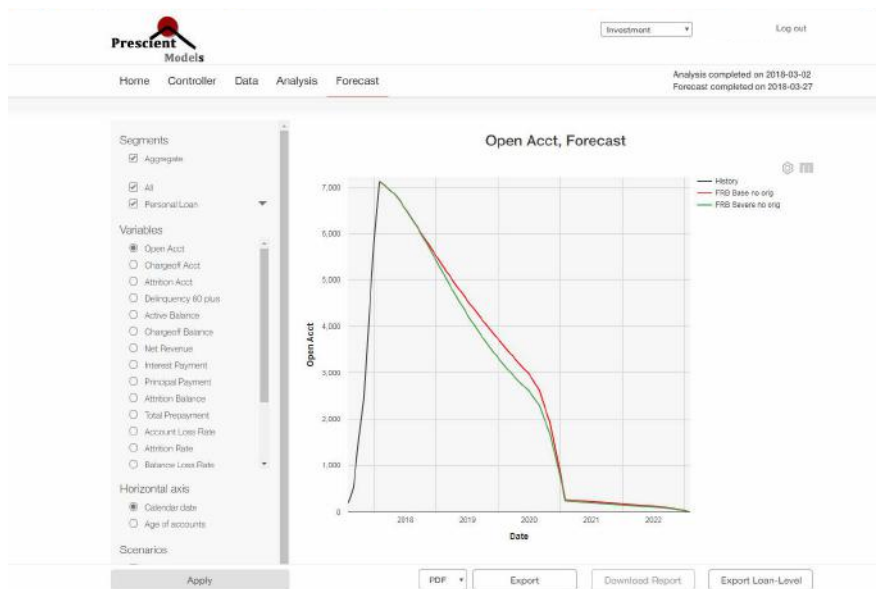 Prescient
Models
Investment
Log out
Home Controller Data Analysis Forecast
Analysis completed on 2018-03-02
Forecast completed on 2018-03-27
Segments
Aggregate
All
Personal Loan
Variables
Open Acct
Chargeoff Acct
Attrition Acct
Delinquency 60 plus
Active Balance
Chargeoff Balance
Net Revenue
Interest Payment
Principal Payment
Attrition Balance
Total Prepayment
Account Loss Rate
Attrition Rate
Balance Loss Rate
Horizontal axis
Calendar date
Age of accounts
Scenarios
Apply
Open Acct, Forecast
History
FRB Base no orig
FRB Severe no orig
7,000
6,000
5,000
4,000
3,000
2,000
1,000
0
Open Acct
2018 2019 2020 2021 2022
Date
PDF Export Download Report Export Loan-Level